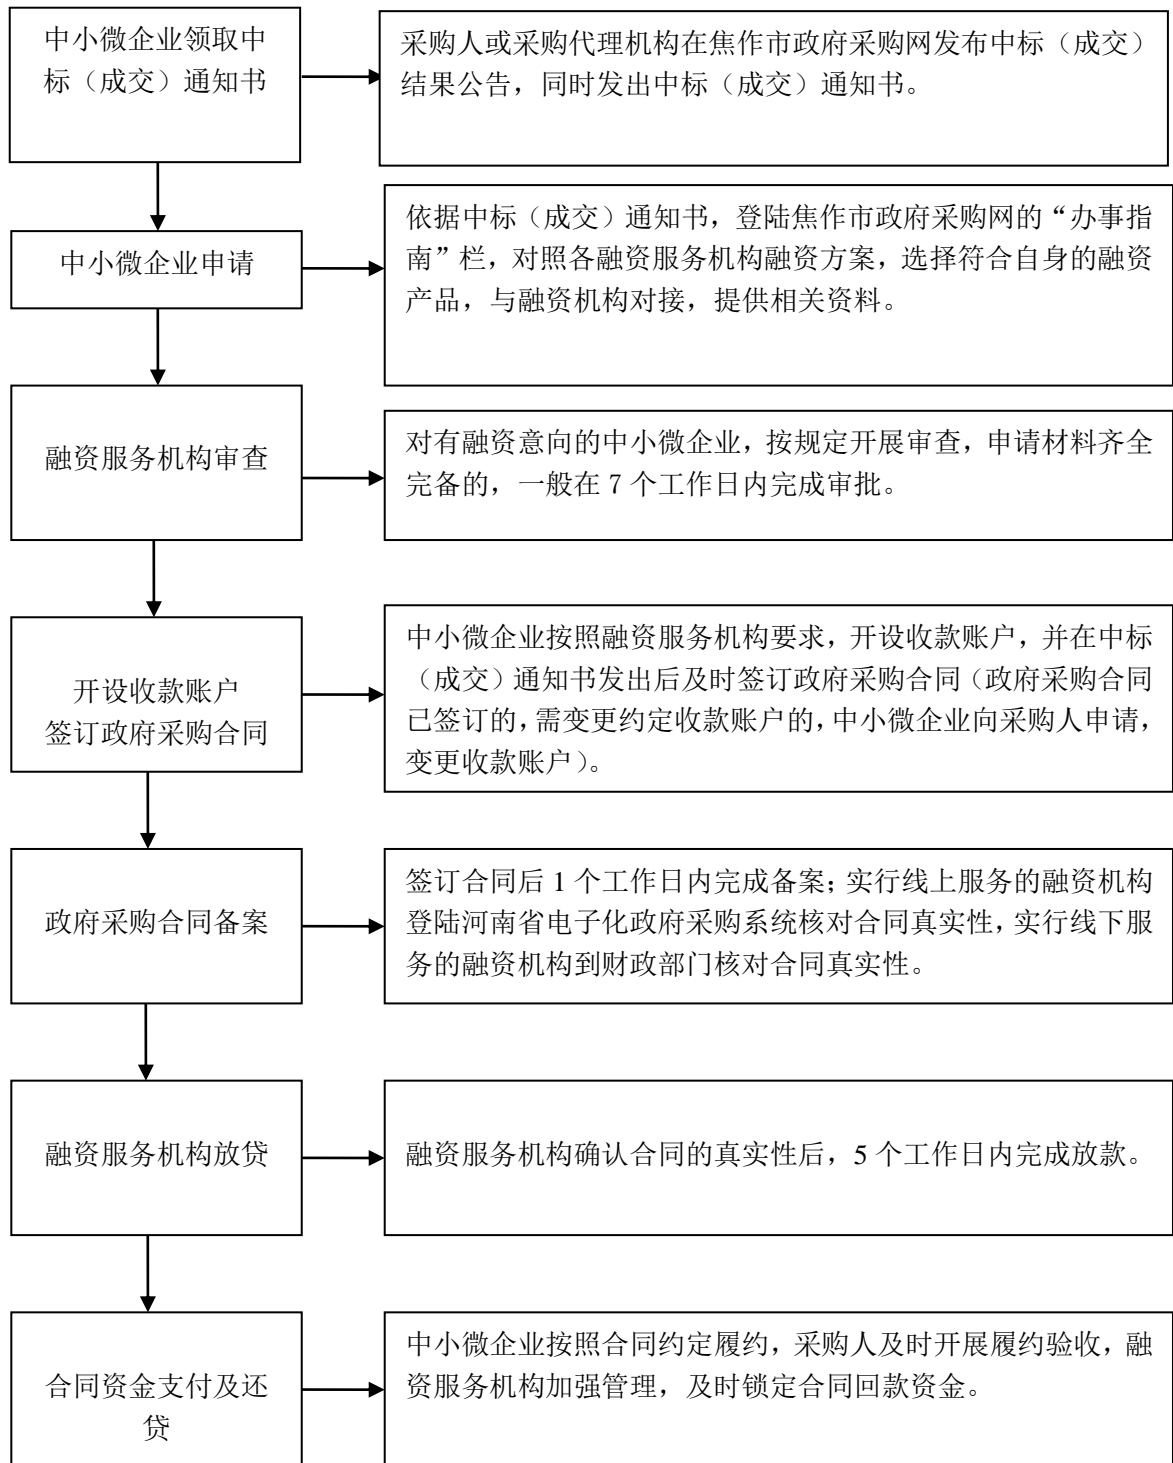 中小微企业领取中
标（成交）通知书
采购人或采购代理机构在焦作市政府采购网发布中标（成交）
结果公告，同时发出中标（成交）通知书。
中小微企业申请
依据中标（成交）通知书，登陆焦作市政府采购网的“办事指
南”栏，对照各融资服务机构融资方案，选择符合自身的融资
产品，与融资机构对接，提供相关资料。
融资服务机构审查
对有融资意向的中小微企业，按规定开展审查，申请材料齐全
完备的，一般在 7 个工作日内完成审批。
开设收款账户
签订政府采购合同
中小微企业按照融资服务机构要求，开设收款账户，并在中标
（成交）通知书发出后及时签订政府采购合同（政府采购合同
已签订的，需变更约定收款账户的，中小微企业向采购人申请，
变更收款账户）。
政府采购合同备案
签订合同后 1 个工作日内完成备案；实行线上服务的融资机构
登陆河南省电子化政府采购系统核对合同真实性，实行线下服
务的融资机构到财政部门核对合同真实性。
融资服务机构放贷
融资服务机构确认合同的真实性后，5 个工作日内完成放款。
合同资金支付及还
贷
中小微企业按照合同约定履约，采购人及时开展履约验收，融
资服务机构加强管理，及时锁定合同回款资金。